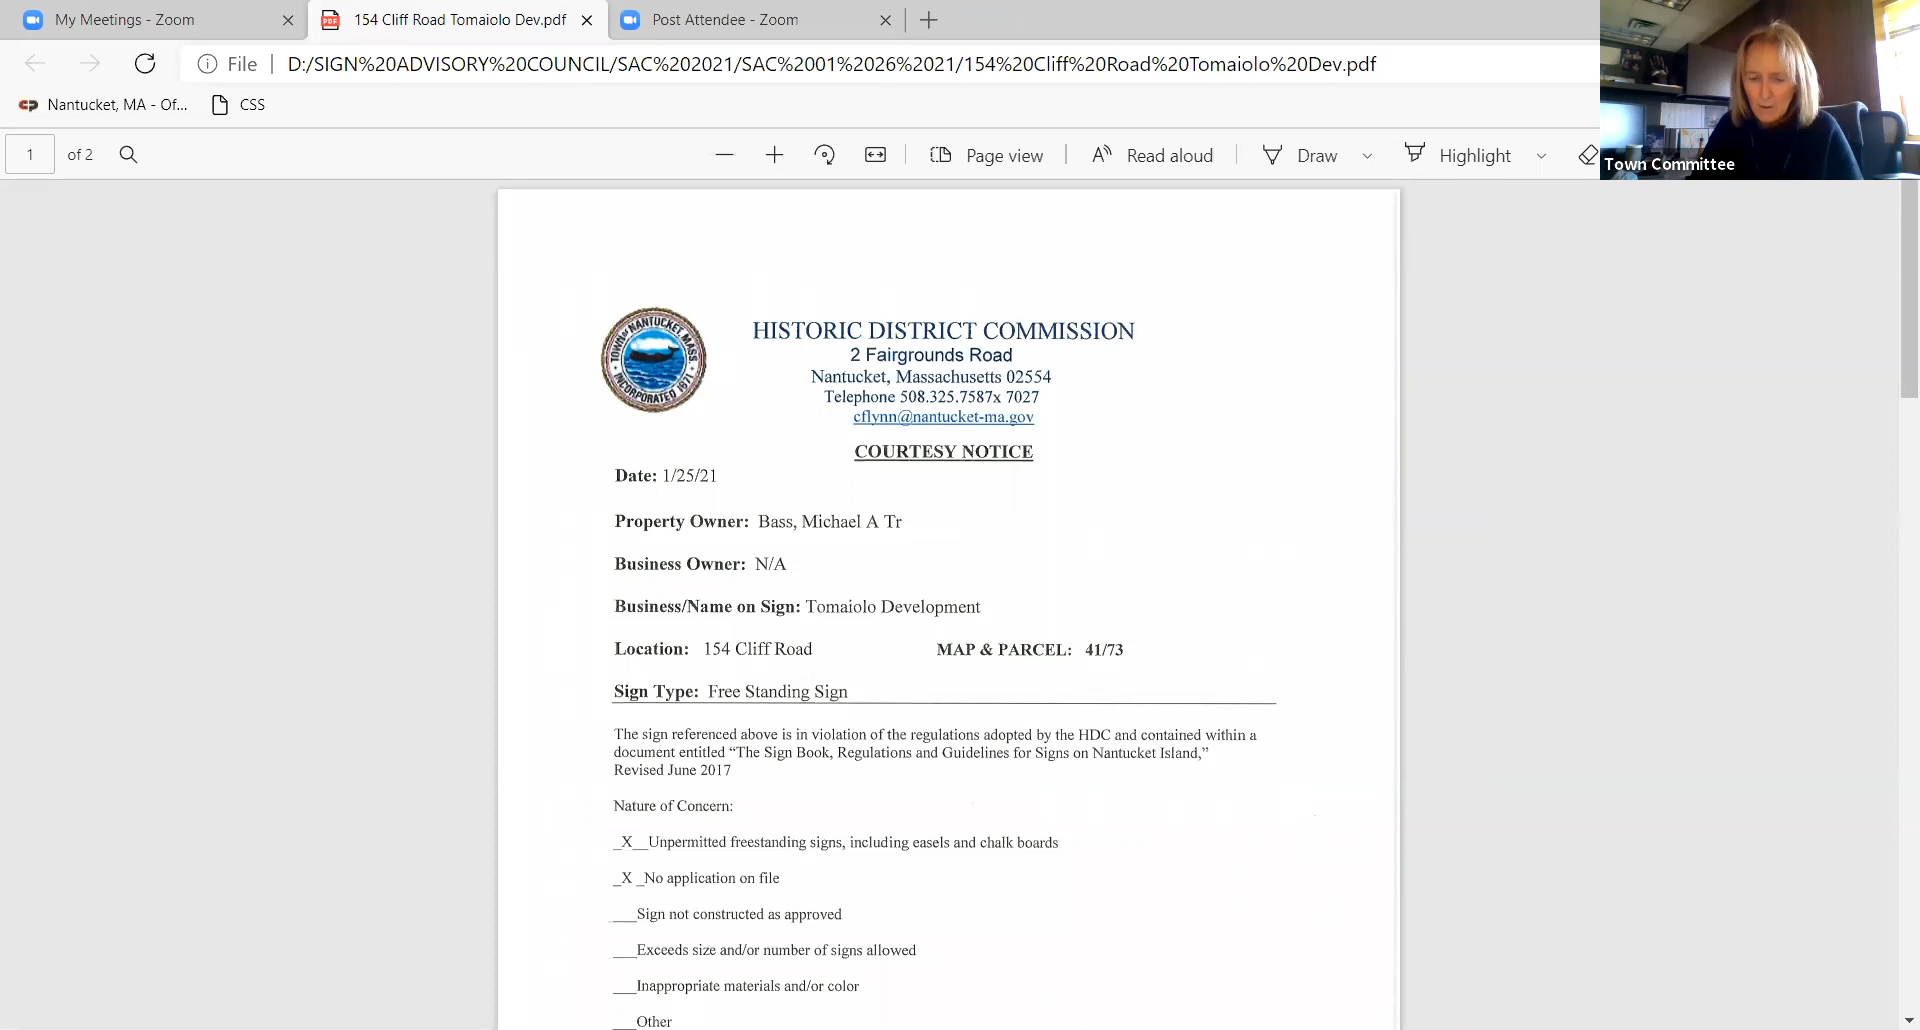 My Meetings - Zoom
154 Cliff Road Tomaiolo Dev.pdf
Post Attendee - Zoom
File
D:/SIGN%20ADVISORY%20COUNCIL/SAC%202021/SAC%2001%2026%2021/154%20Cliff%20Road%20Tomaiolo%20Dev.pdf
Nantucket, MA - Of...
CSS
1 of 2
Page view
Read aloud
Draw
Highlight
Town Committee
TOWN OF NANTUCKET, MASS.
INCORPORATED 1671
HISTORIC DISTRICT COMMISSION
2 Fairgrounds Road
Nantucket, Massachusetts 02554
Telephone 508.325.7587x 7027
cflynn@nantucket-ma.gov
COURTESY NOTICE
Date: 1/25/21
Property Owner: Bass, Michael A Tr
Business Owner: N/A
Business/Name on Sign: Tomaiolo Development
Location: 154 Cliff Road MAP & PARCEL: 41/73
Sign Type: Free Standing Sign
The sign referenced above is in violation of the regulations adopted by the HDC and contained within a
document entitled “The Sign Book, Regulations and Guidelines for Signs on Nantucket Island,”
Revised June 2017
Nature of Concern:
_X__Unpermitted freestanding signs, including easels and chalk boards
_X _No application on file
___Sign not constructed as approved
___Exceeds size and/or number of signs allowed
___Inappropriate materials and/or color
___Other